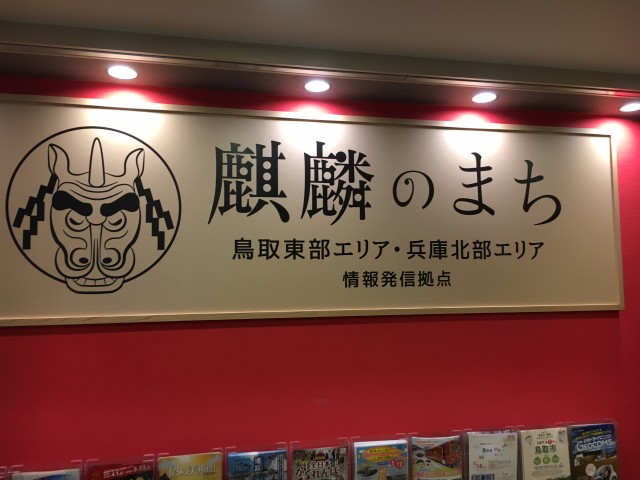 麒麟のまち
鳥取東部エリア・兵庫北部エリア
情報発信拠点
鳥取市